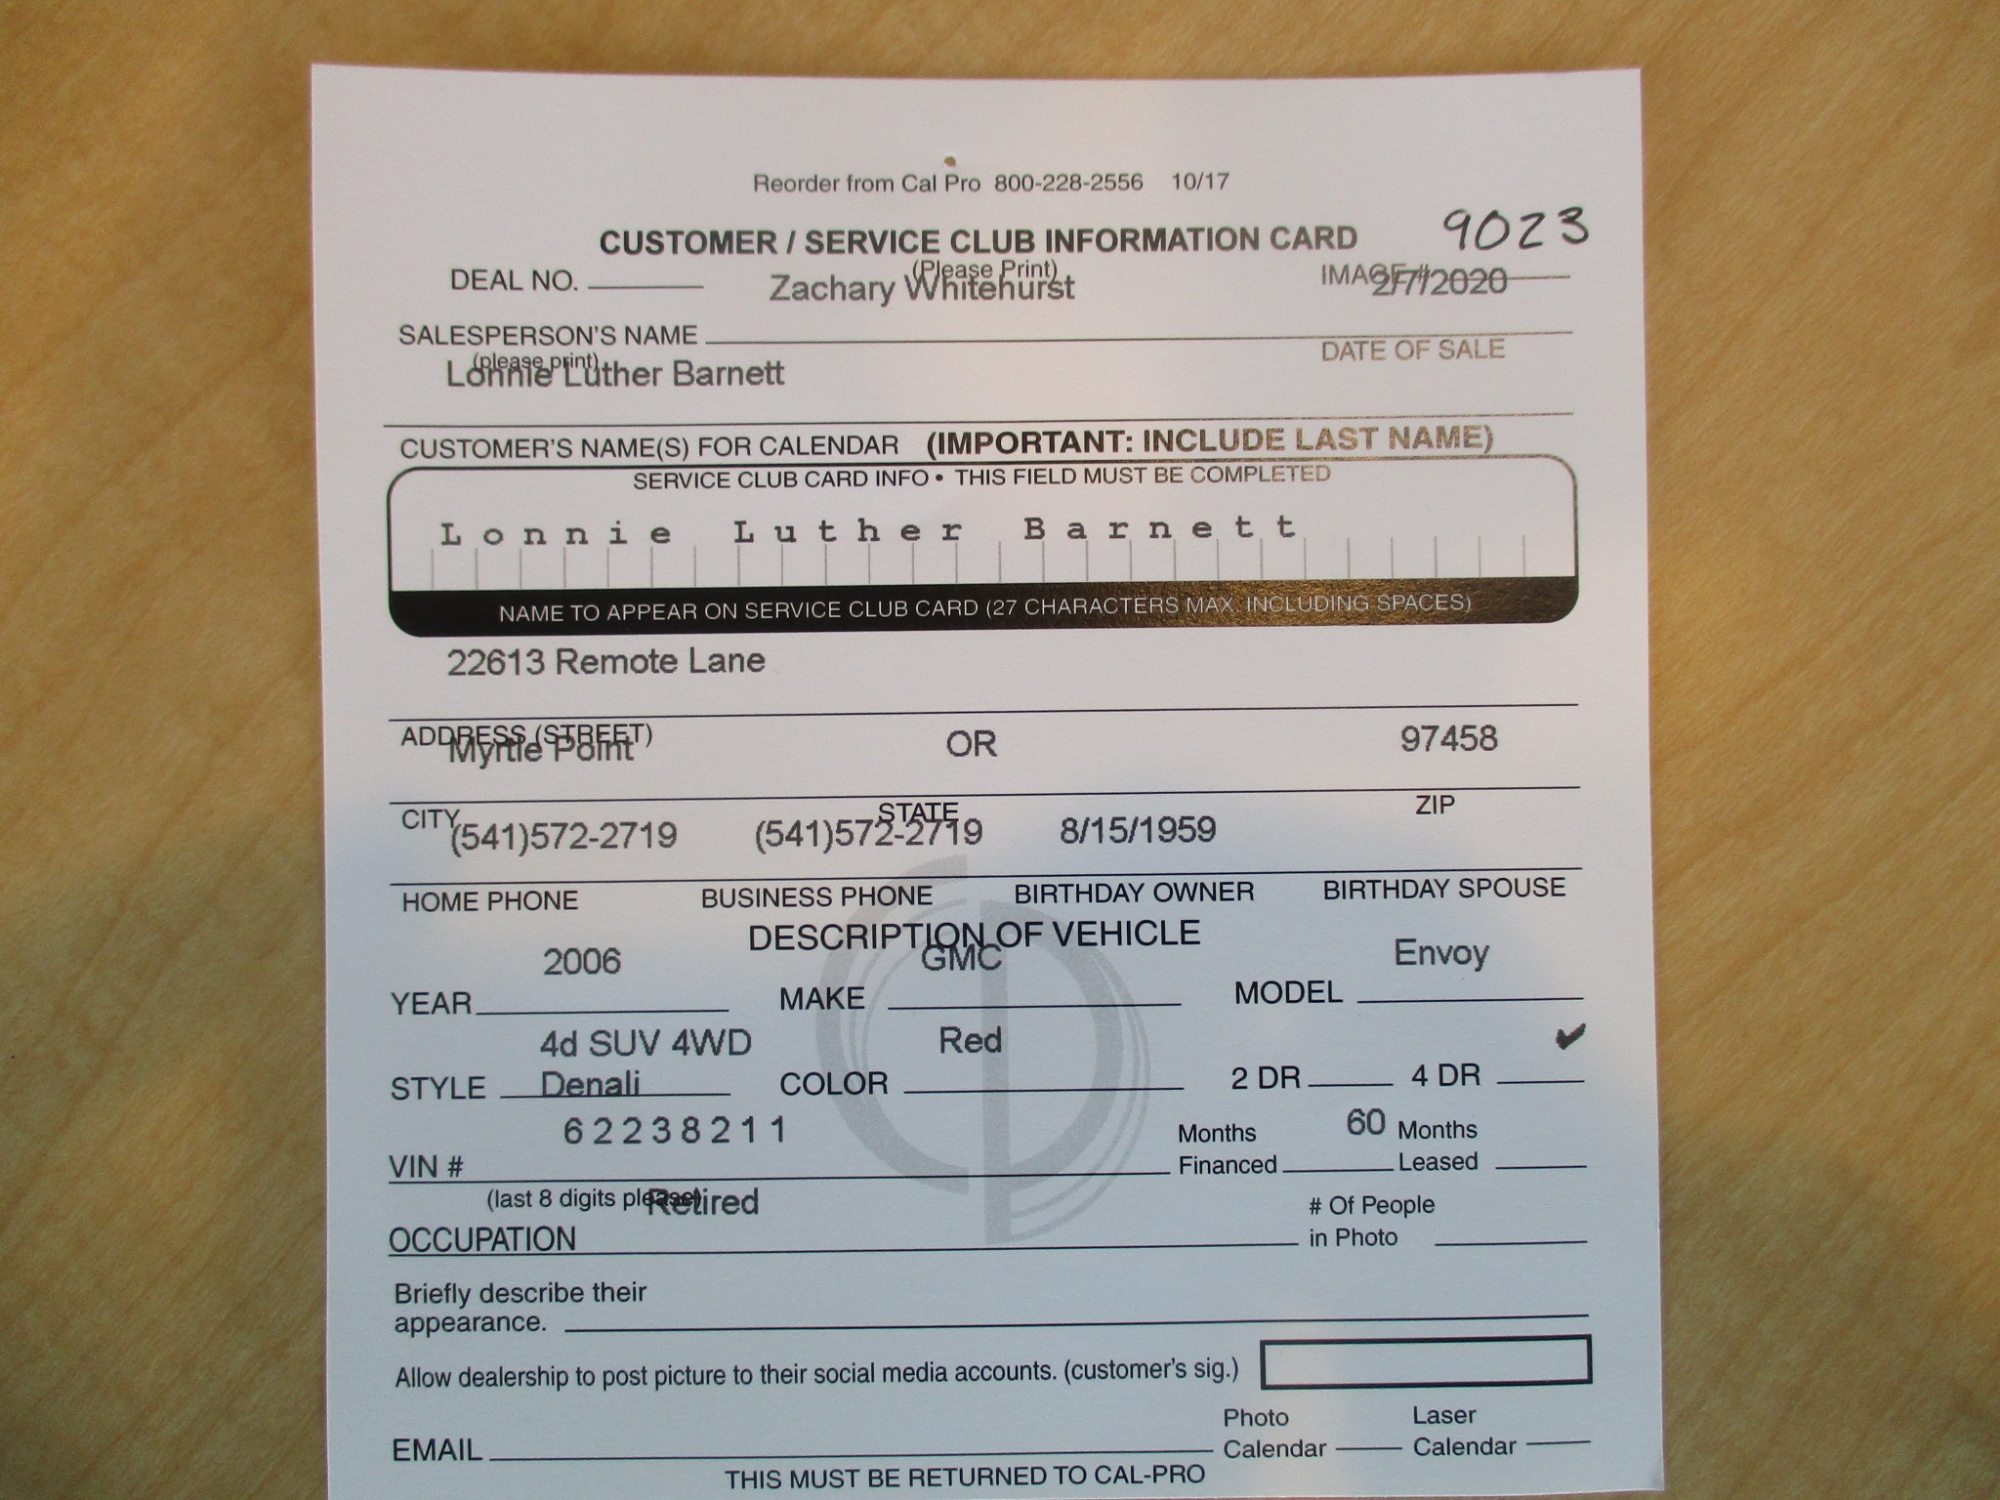 Reorder from Cal Pro 800-228-2556 10/17
CUSTOMER / SERVICE CLUB INFORMATION CARD 9023
(Please Print)
DEAL NO. Zachary Whitehurst IMAGE # 2/7/2020
SALESPERSON'S NAME
(please print) DATE OF SALE
Lonnie Luther Barnett
CUSTOMER'S NAME(S) FOR CALENDAR (IMPORTANT: INCLUDE LAST NAME)
SERVICE CLUB CARD INFO • THIS FIELD MUST BE COMPLETED
Lonnie Luther Barnett
NAME TO APPEAR ON SERVICE CLUB CARD (27 CHARACTERS MAX. INCLUDING SPACES)
22613 Remote Lane
ADDRESS (STREET)
Myrtle Point OR 97458
CITY STATE ZIP
(541)572-2719 (541)572-2719 8/15/1959
HOME PHONE BUSINESS PHONE BIRTHDAY OWNER BIRTHDAY SPOUSE
DESCRIPTION OF VEHICLE
2006 GMC Envoy
YEAR MAKE MODEL
4d SUV 4WD Red ✔
STYLE Denali COLOR 2 DR 4 DR
62238211 Months 60 Months
VIN # Financed Leased
(last 8 digits please) Retired # Of People
OCCUPATION in Photo
Briefly describe their
appearance.
Allow dealership to post picture to their social media accounts. (customer's sig.)
Photo Laser
EMAIL Calendar Calendar
THIS MUST BE RETURNED TO CAL-PRO